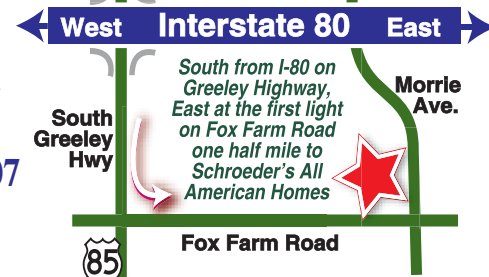 West Interstate 80 East
South from I-80 on
Greeley Highway,
East at the first light
on Fox Farm Road
one half mile to
Schroeder's All
American Homes
Morrie
Ave.
South
Greeley
Hwy
07
Fox Farm Road
85